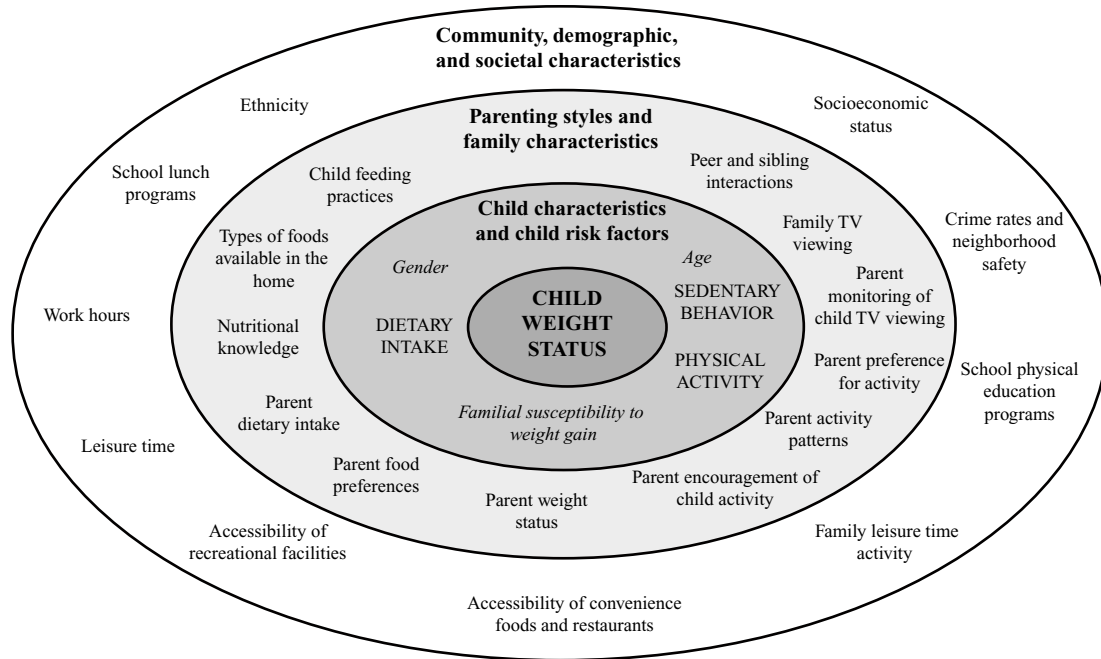 Community, demographic,
and societal characteristics
Ethnicity
Socioeconomic
status
School lunch
programs
Crime rates and
neighborhood
safety
Work hours
School physical
education
programs
Leisure time
Accessibility of
recreational facilities
Family leisure time
activity
Accessibility of convenience
foods and restaurants
Parenting styles and
family characteristics
Child feeding
practices
Peer and sibling
interactions
Types of foods
available in the
home
Family TV
viewing
Parent
monitoring of
child TV viewing
Nutritional
knowledge
Parent preference
for activity
Parent
dietary intake
Parent activity
patterns
Parent food
preferences
Parent weight
status
Parent encouragement of
child activity
Child characteristics
and child risk factors
Gender
Age
DIETARY
INTAKE
SEDENTARY
BEHAVIOR
PHYSICAL
ACTIVITY
Familial susceptibility to
weight gain
CHILD
WEIGHT
STATUS